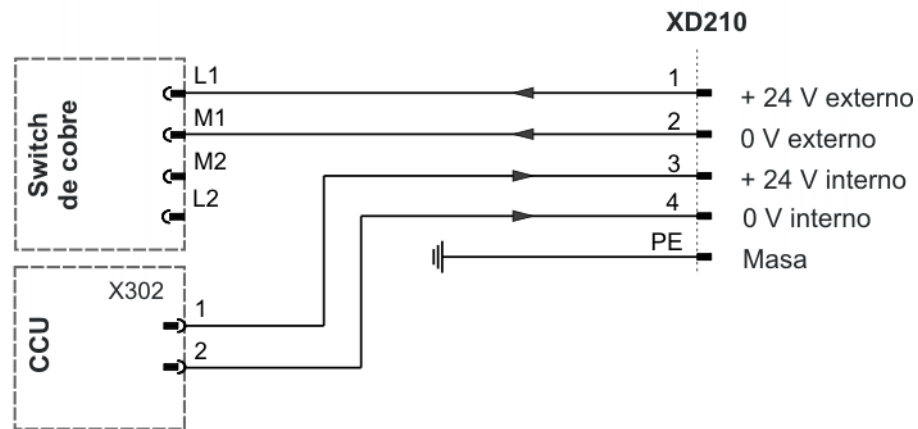 XD210
L1
1
+ 24 V externo
M1
2
0 V externo
M2
3
+ 24 V interno
L2
4
0 V interno
PE
Masa
Switch
de cobre
X302
1
2
CCU